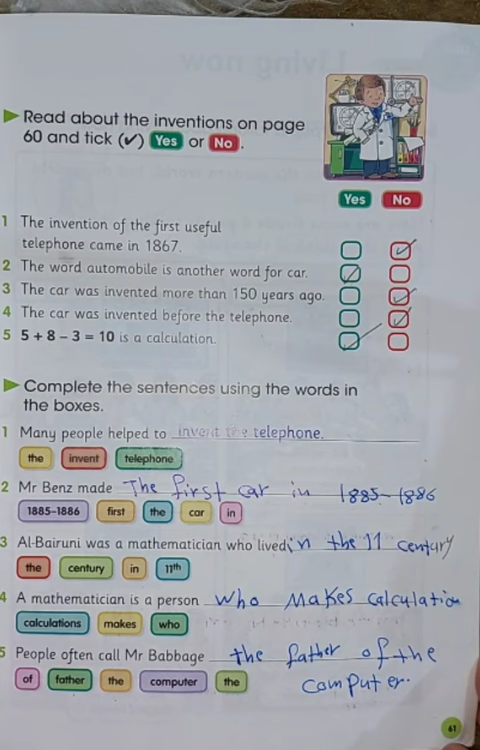 Read about the inventions on page
60 and tick (✓) Yes or No.
Yes No
1 The invention of the first useful
telephone came in 1867.
2 The word automobile is another word for car.
3 The car was invented more than 150 years ago.
4 The car was invented before the telephone.
5 5 + 8 – 3 = 10 is a calculation.
Complete the sentences using the words in
the boxes.
1 Many people helped to invent the telephone.
the invent telephone
2 Mr Benz made The first car in 1885-1886
1885–1886 first the car in
3 Al-Bairuni was a mathematician who lived in the 11 century
the century in 11th
4 A mathematician is a person who makes calculation
calculations makes who
5 People often call Mr Babbage the father of the
computer.
of father the computer the
61